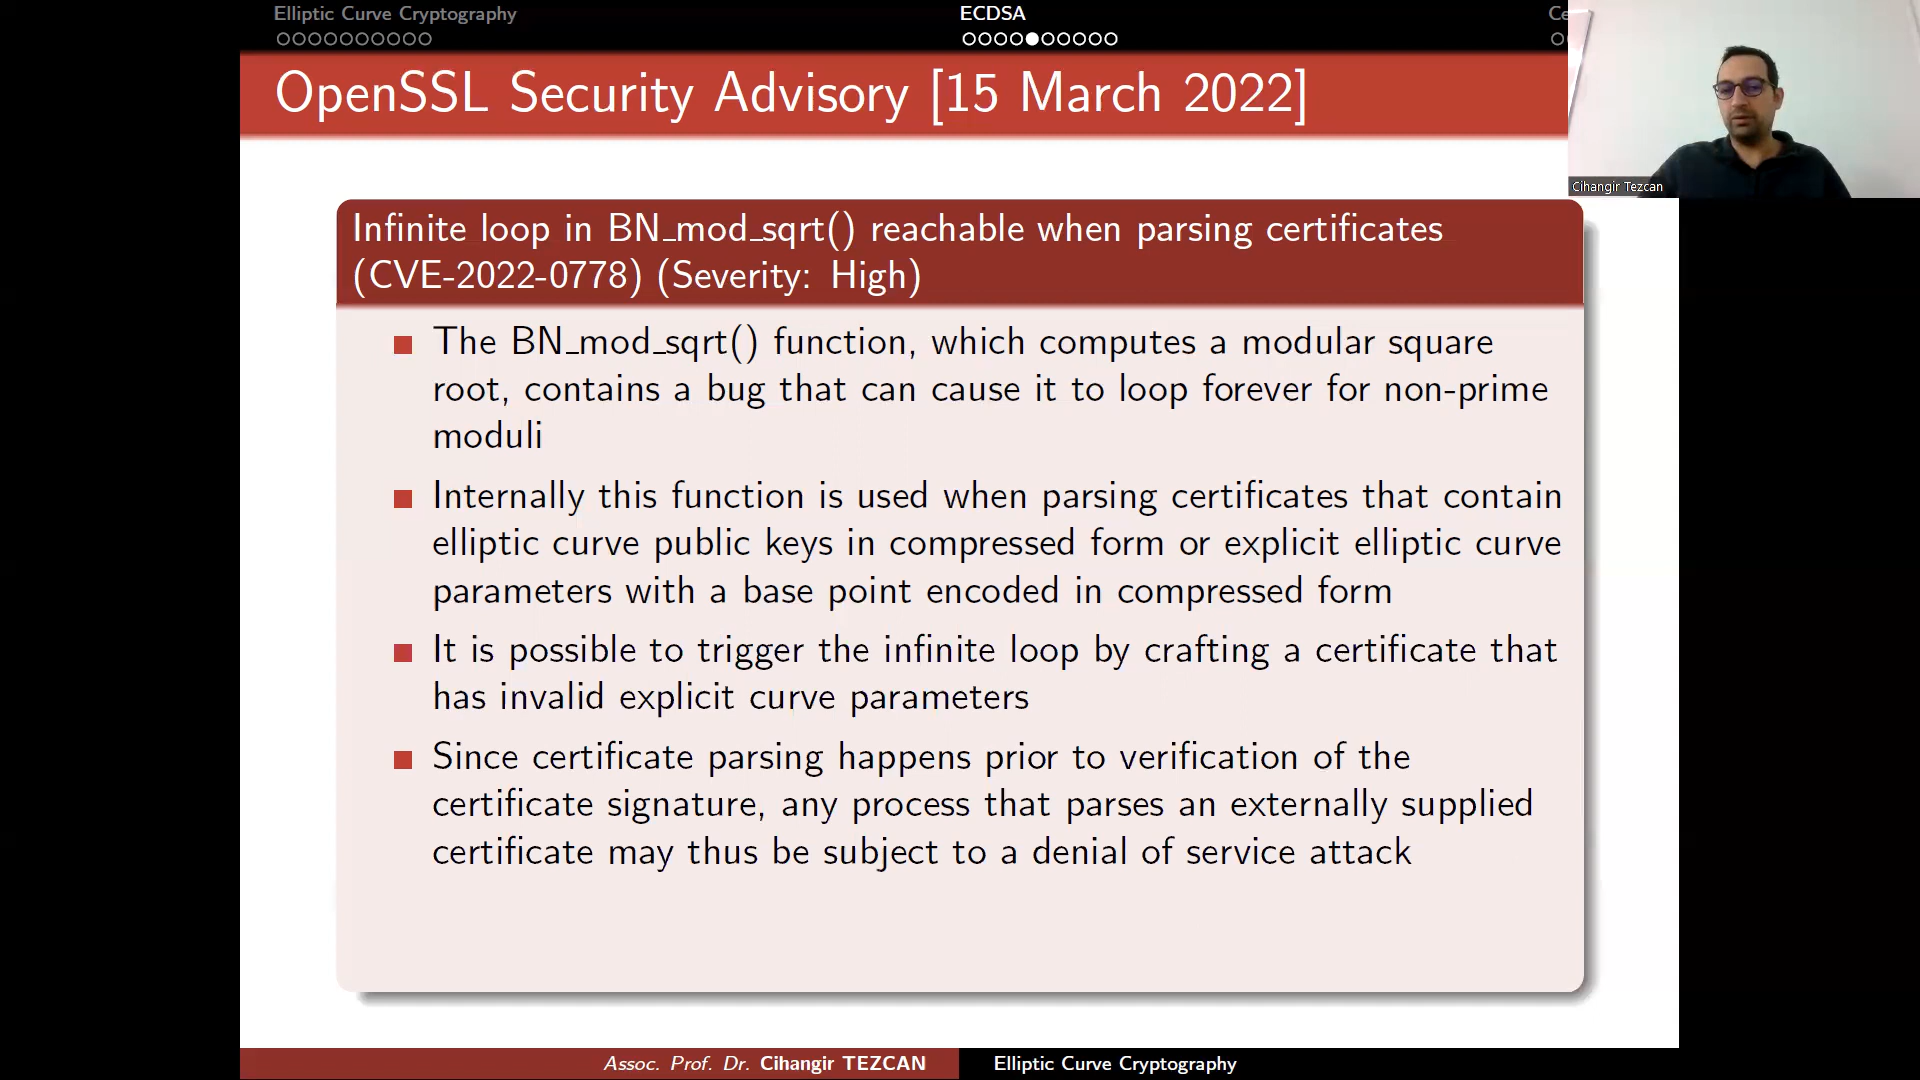 Elliptic Curve Cryptography
ECDSA
OpenSSL Security Advisory [15 March 2022]
Cihangir Tezcan
Infinite loop in BN_mod_sqrt() reachable when parsing certificates
(CVE-2022-0778) (Severity: High)
The BN_mod_sqrt() function, which computes a modular square
root, contains a bug that can cause it to loop forever for non-prime
moduli
Internally this function is used when parsing certificates that contain
elliptic curve public keys in compressed form or explicit elliptic curve
parameters with a base point encoded in compressed form
It is possible to trigger the infinite loop by crafting a certificate that
has invalid explicit curve parameters
Since certificate parsing happens prior to verification of the
certificate signature, any process that parses an externally supplied
certificate may thus be subject to a denial of service attack
Assoc. Prof. Dr. Cihangir TEZCAN
Elliptic Curve Cryptography